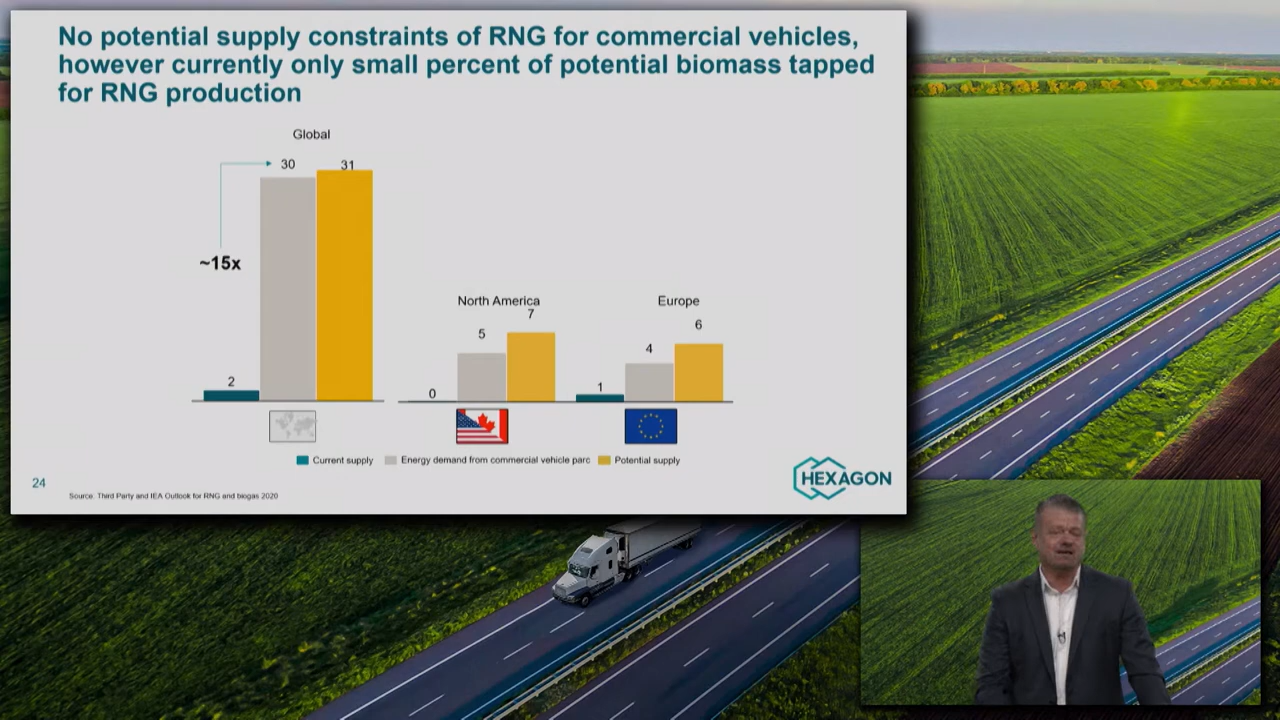 No potential supply constraints of RNG for commercial vehicles,
however currently only small percent of potential biomass tapped
for RNG production
Global
30
31
~15x
2
North America
7
5
0
Europe
6
4
1
Current supply
Energy demand from commercial vehicle parc
Potential supply
24
Source: Third Party and IEA Outlook for RNG and biogas 2020
HEXAGON